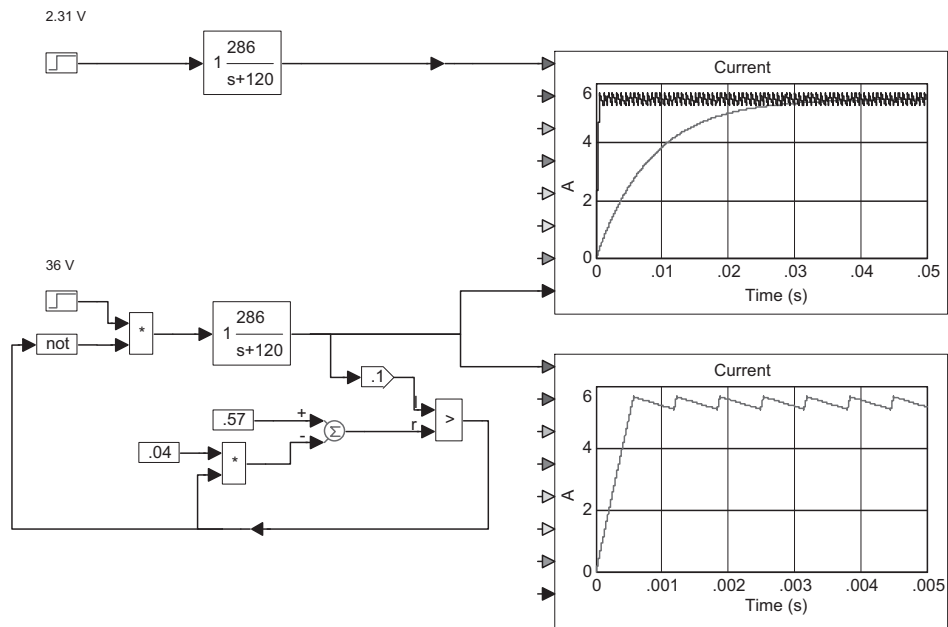 2.31 V
1 286
s+120
Current
6
4
2
0
A
0 .01 .02 .03 .04 .05
Time (s)
36 V
not
*
1 286
s+120
.1
.57
+
-
Σ
.04
*
l
r
>
Current
6
4
2
0
A
0 .001 .002 .003 .004 .005
Time (s)